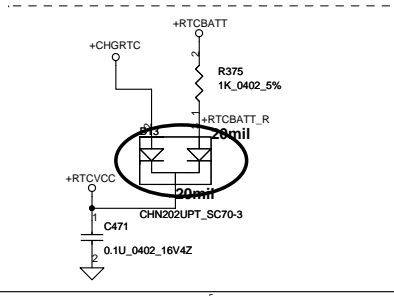 +RTCBATT
+CHGRTC
2
R375
1K_0402_5%
1
+RTCBATT_R
20mil
+RTCVCC
20mil
CHN202UPT_SC70-3
1
C471
0.1U_0402_16V4Z
2